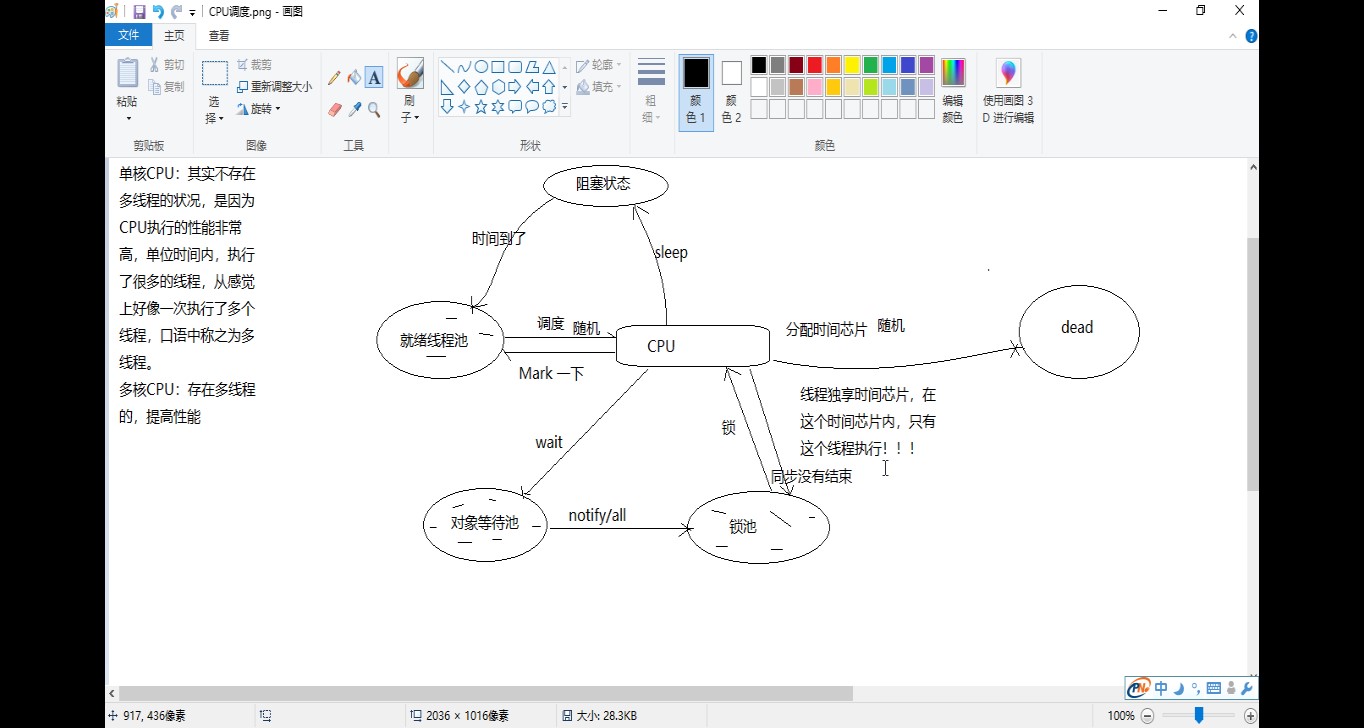 CPU调度.png - 画图
文件
主页
查看
粘贴
剪切
复制
剪贴板
选择
裁剪
重新调整大小
旋转
图像
A
工具
刷子
轮廓
填充
形状
粗细
颜色 1
颜色 2
编辑颜色
颜色
使用画图 3D 进行编辑
单核CPU：其实不存在
多线程的状况，是因为
CPU执行的性能非常
高，单位时间内，执行
了很多的线程，从感觉
上好像一次执行了多个
线程，口语中称之为多
线程。
多核CPU：存在多线程
的，提高性能
阻塞状态
时间到了
sleep
就绪线程池
调度 随机
Mark 一下
CPU
分配时间芯片 随机
dead
线程独享时间芯片，在
这个时间芯片内，只有
这个线程执行！！！
锁
同步没有结束
wait
对象等待池
notify/all
锁池
中
917, 436像素
2036 × 1016像素
大小: 28.3KB
100%